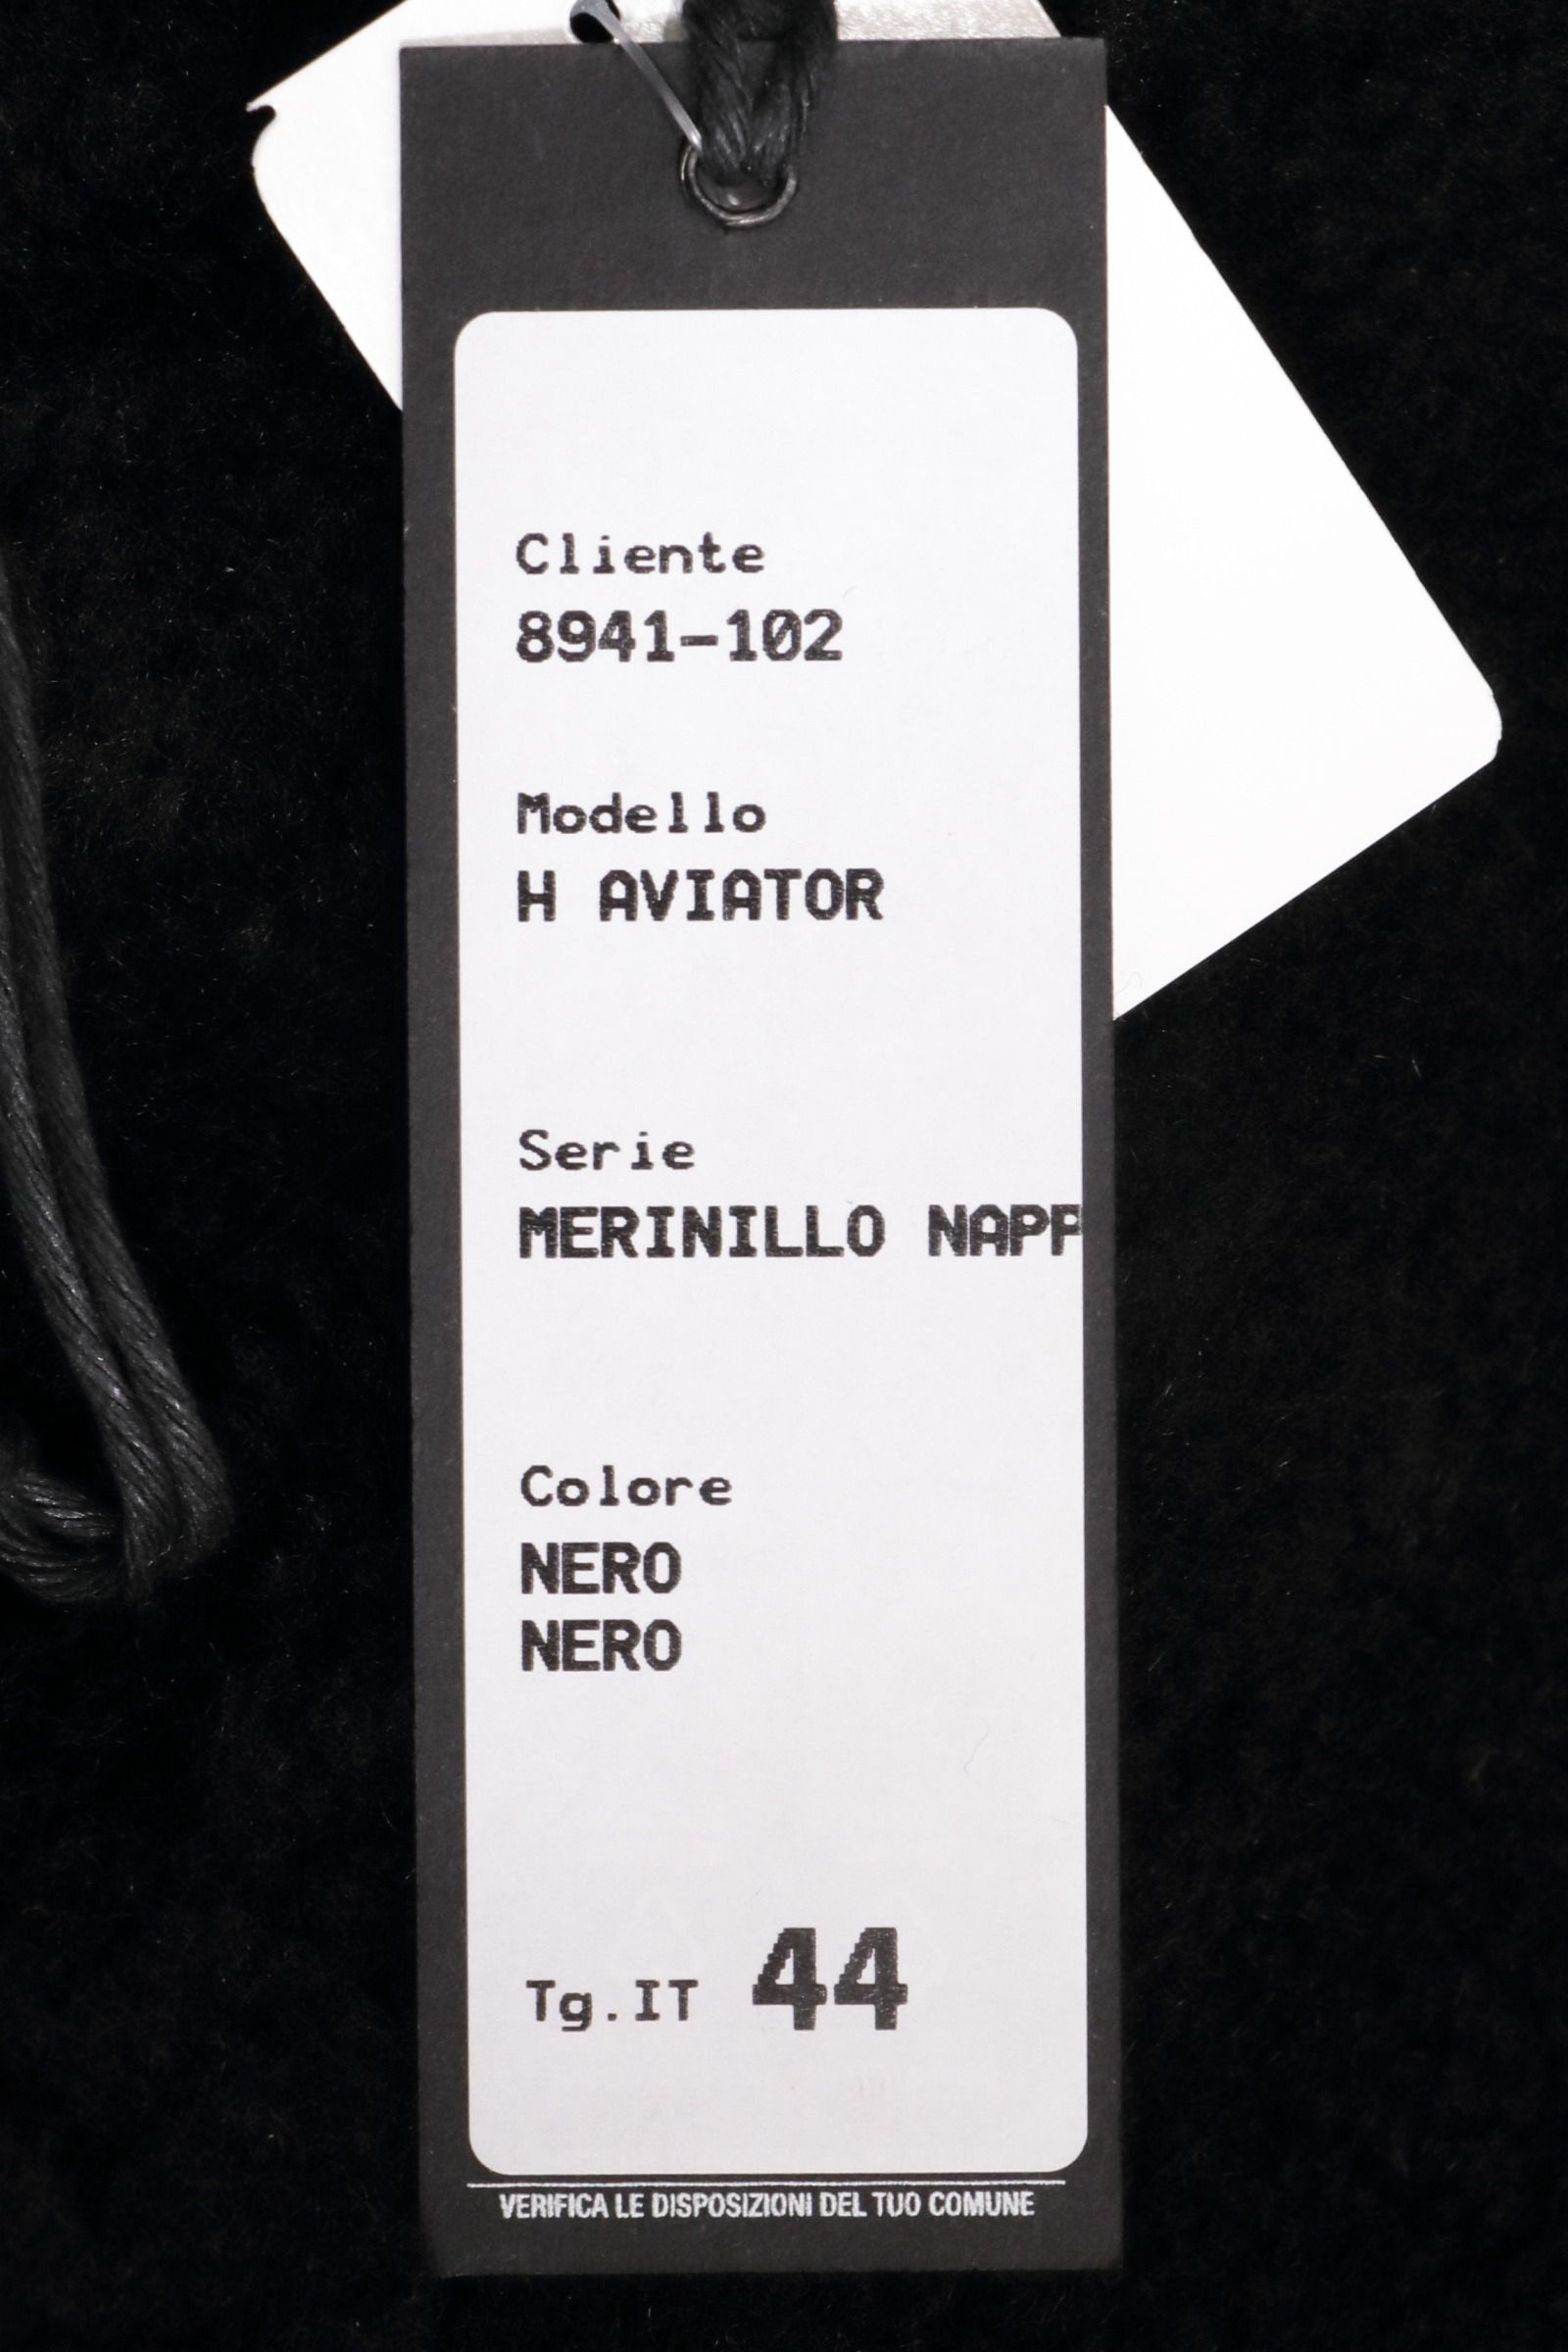 Cliente
8941-102
Modello
H AVIATOR
Serie
MERINILLO
Colore
NERO
NERO
Tg.IT 44
VERIFICA LE DISPOSIZIONI DEL TUO COMUNE